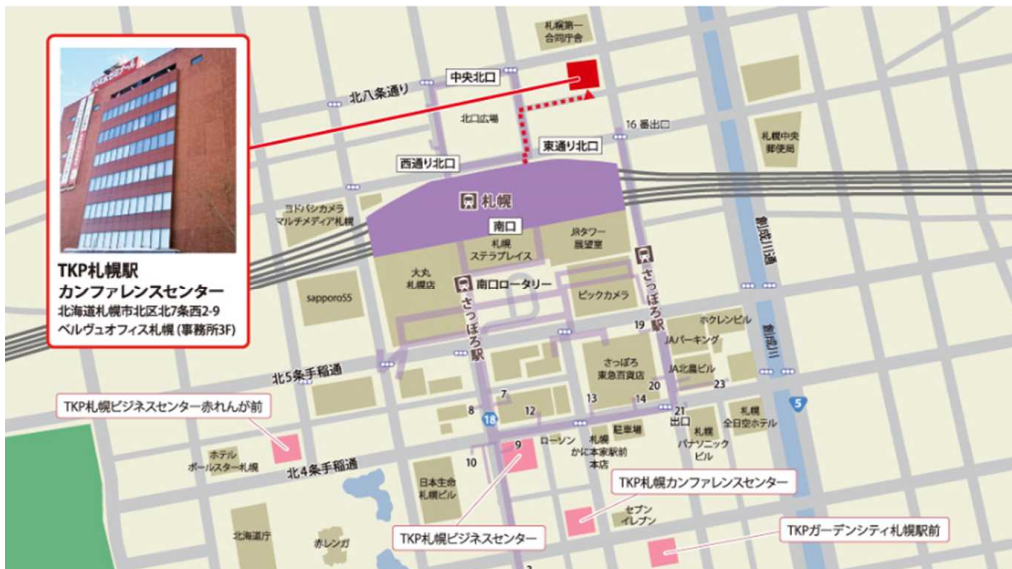 札幌第一
合同庁舎
中央北口
北八条通り
北口広場
16番出口
札幌中央
郵便局
東通り北口
西通り北口
ヨドバシカメラ
マルチメディア札幌
札幌
南口
札幌
ステラプレイス
JRタワー
展望室
創成川通
TKP札幌駅
カンファレンスセンター
北海道札幌市北区北7条西2-9
ベルヴュオフィス札幌 (事務所3F)
sapporo55
大丸
札幌店
さっぽろ駅
南口ロータリー
ビックカメラ
さっぽろ駅
19
ホクレンビル
JAパーキング
創成川
さっぽろ
東急百貨店
JA北農ビル
20
23
北5条手稲通
TKP札幌ビジネスセンター赤れんが前
7
8
18
12
13
14
21
出口
5
札幌
全日空ホテル
札幌
パナソニック
ビル
駐車場
ローソン
札幌
かに本家駅前
本店
9
10
ホテル
ポールスター札幌
北4条手稲通
日本生命
札幌ビル
TKP札幌カンファレンスセンター
セブン
イレブン
北海道庁
赤レンガ
TKP札幌ビジネスセンター
TKPガーデンシティ札幌駅前